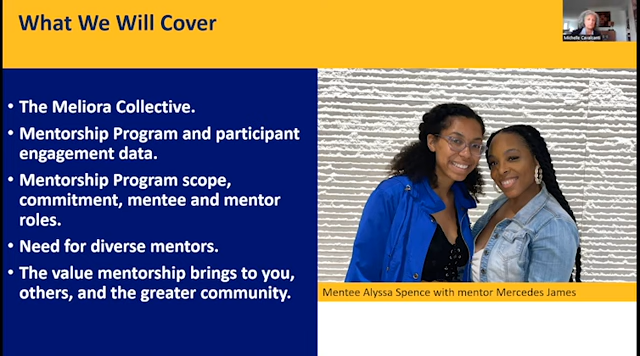 What We Will Cover
Michele Cavalcanti
• The Meliora Collective.
• Mentorship Program and participant
engagement data.
• Mentorship Program scope,
commitment, mentee and mentor
roles.
• Need for diverse mentors.
• The value mentorship brings to you,
others, and the greater community.
Mentee Alyssa Spence with mentor Mercedes James